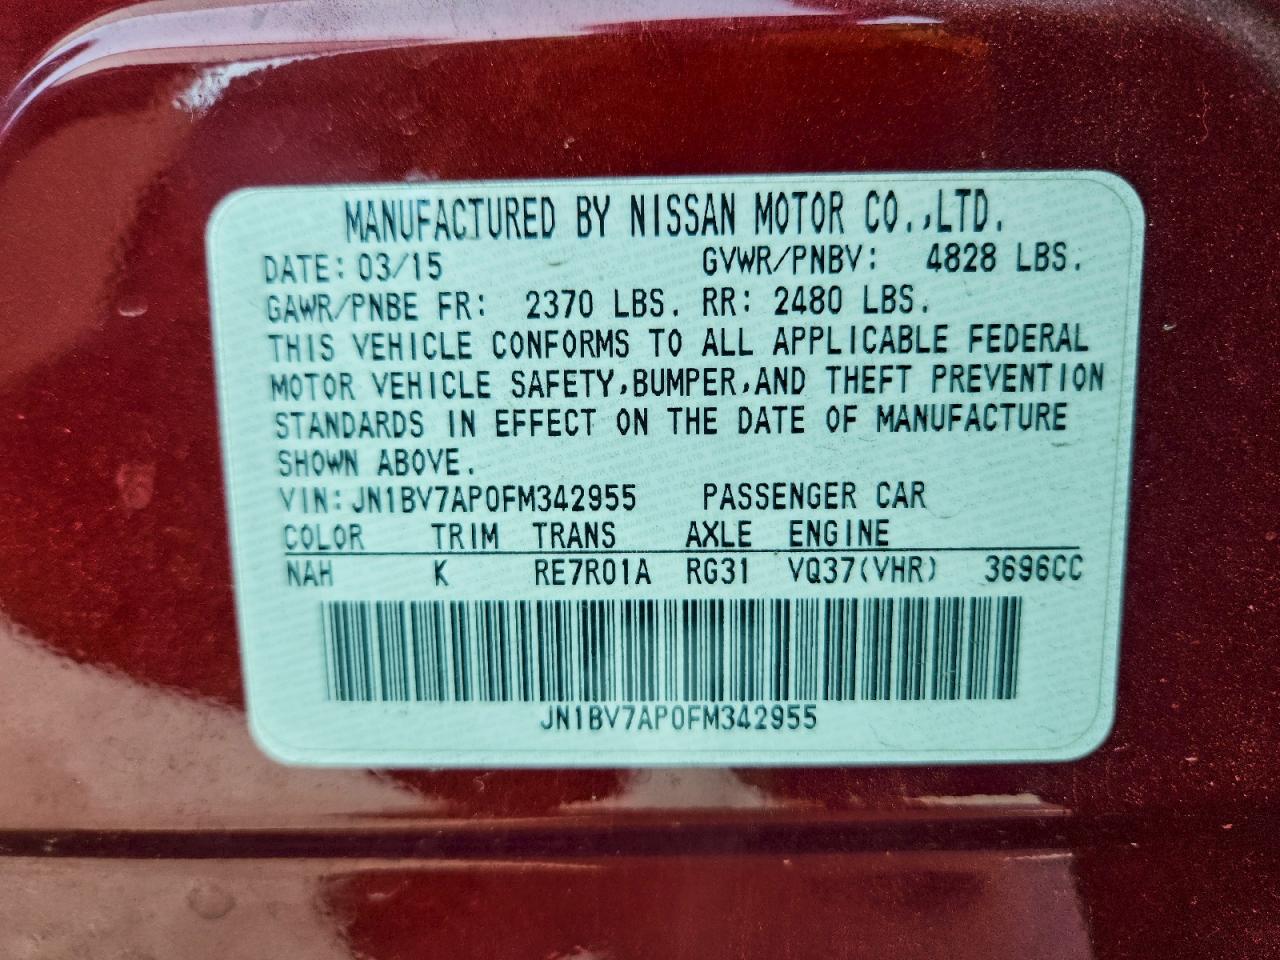 MANUFACTURED BY NISSAN MOTOR CO.,LTD.
DATE: 03/15 GVWR/PNBV: 4828 LBS.
GAWR/PNBE FR: 2370 LBS. RR: 2480 LBS.
THIS VEHICLE CONFORMS TO ALL APPLICABLE FEDERAL
MOTOR VEHICLE SAFETY,BUMPER,AND THEFT PREVENTION
STANDARDS IN EFFECT ON THE DATE OF MANUFACTURE
SHOWN ABOVE.
VIN:JN1BV7AP0FM342955 PASSENGER CAR
COLOR TRIM TRANS AXLE ENGINE
NAH K RE7R01A RG31 VQ37(VHR) 3696CC
JN1BV7AP0FM342955